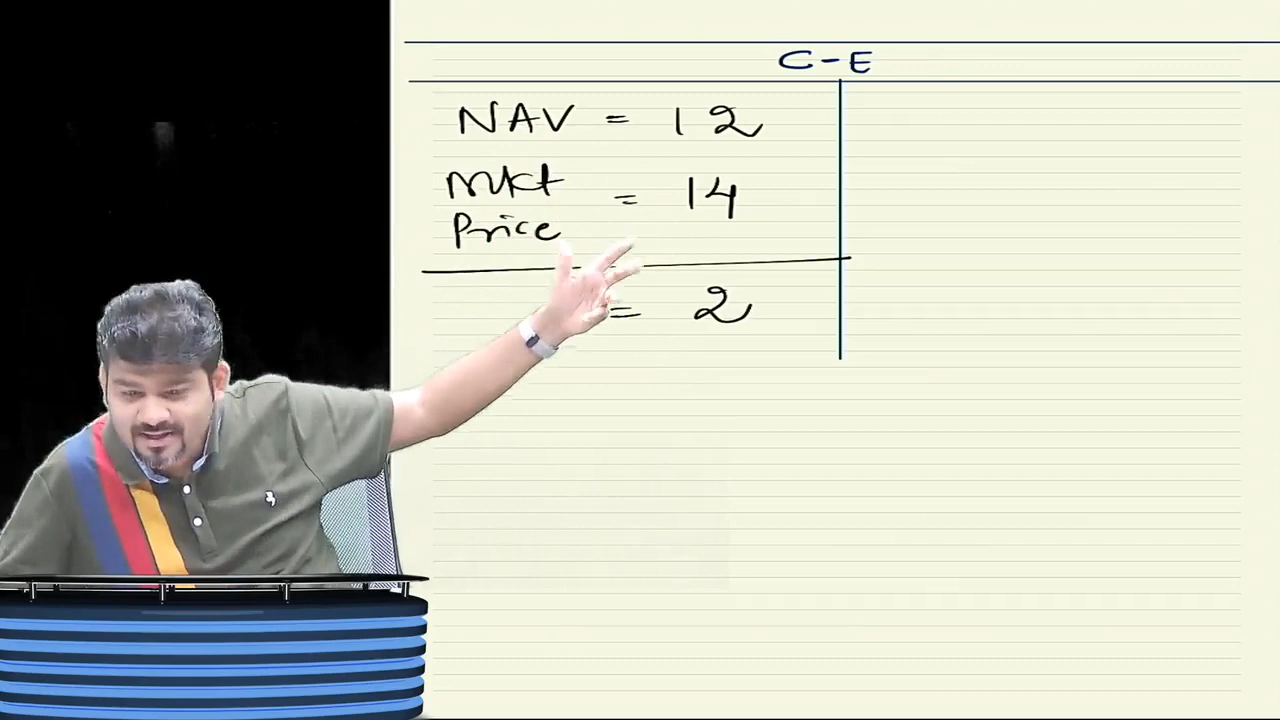 C-E
NAV = 12
Mkt
Price = 14
= 2